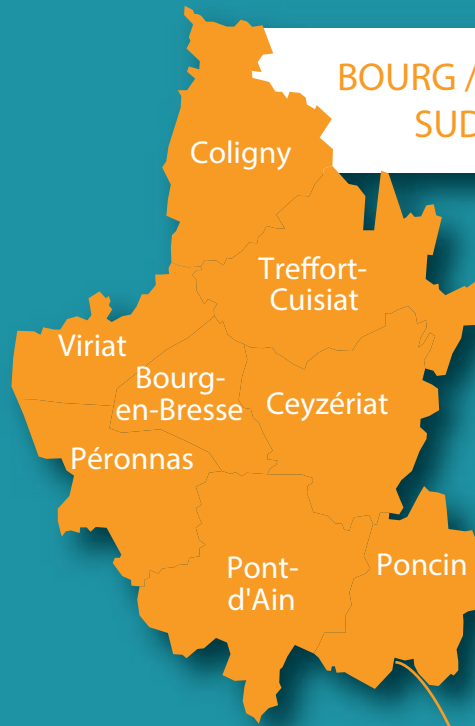 BOURG /
SUD
Coligny
Treffort-
Cuisiat
Viriat
Bourg-
en-Bresse
Ceyzériat
Péronnas
Pont-
d'Ain
Poncin